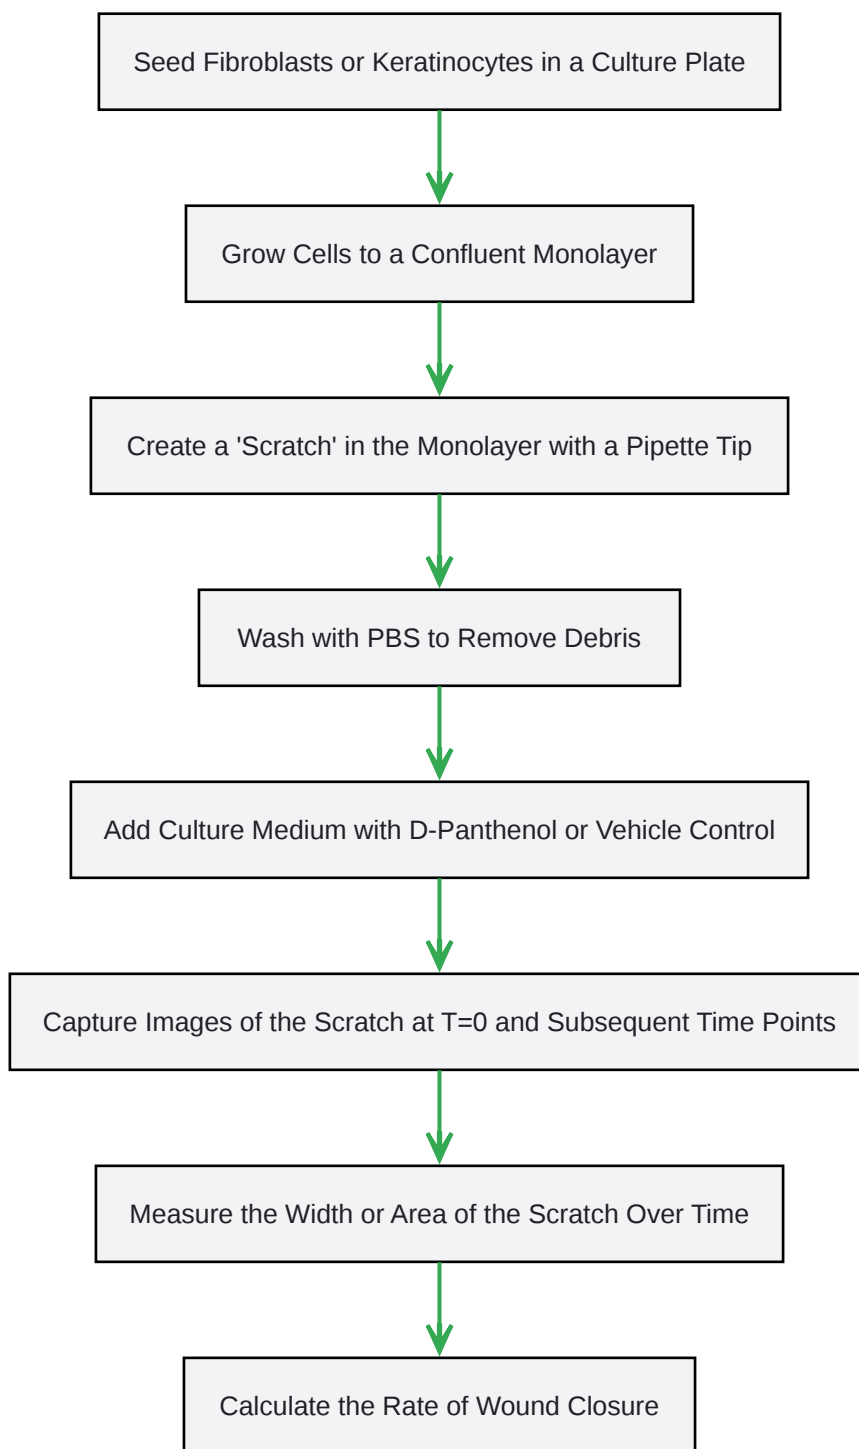 Seed Fibroblasts or Keratinocytes in a Culture Plate
Grow Cells to a Confluent Monolayer
Create a 'Scratch' in the Monolayer with a Pipette Tip
Wash with PBS to Remove Debris
Add Culture Medium with D-Panthenol or Vehicle Control
Capture Images of the Scratch at T=0 and Subsequent Time Points
Measure the Width or Area of the Scratch Over Time
Calculate the Rate of Wound Closure